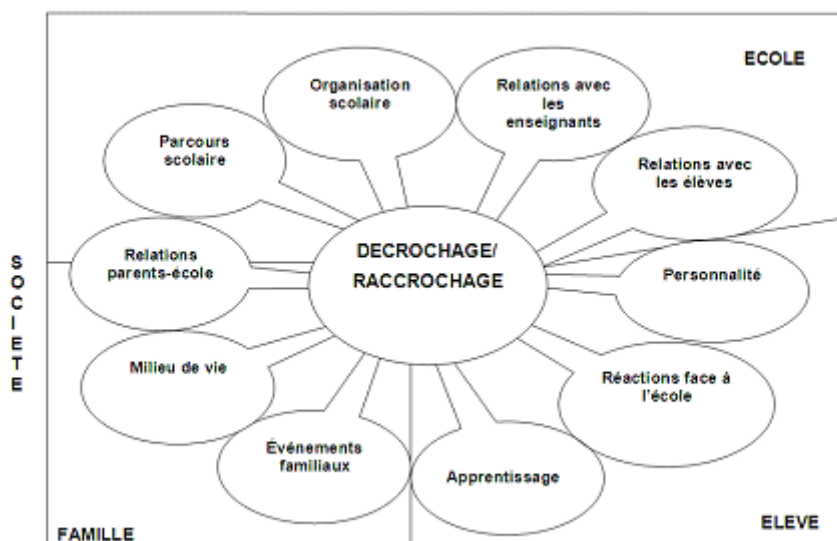 ECOLE
Organisation
scolaire
Relations avec
les
enseignants
Parcours
scolaire
Relations avec
les élèves
DECROCHAGE/
RACCROCHAGE
Relations
parents-école
Personnalité
SOCIETE
Milieu de vie
Réactions face à
l'école
Événements
familiaux
Apprentissage
FAMILLE
ELEVE